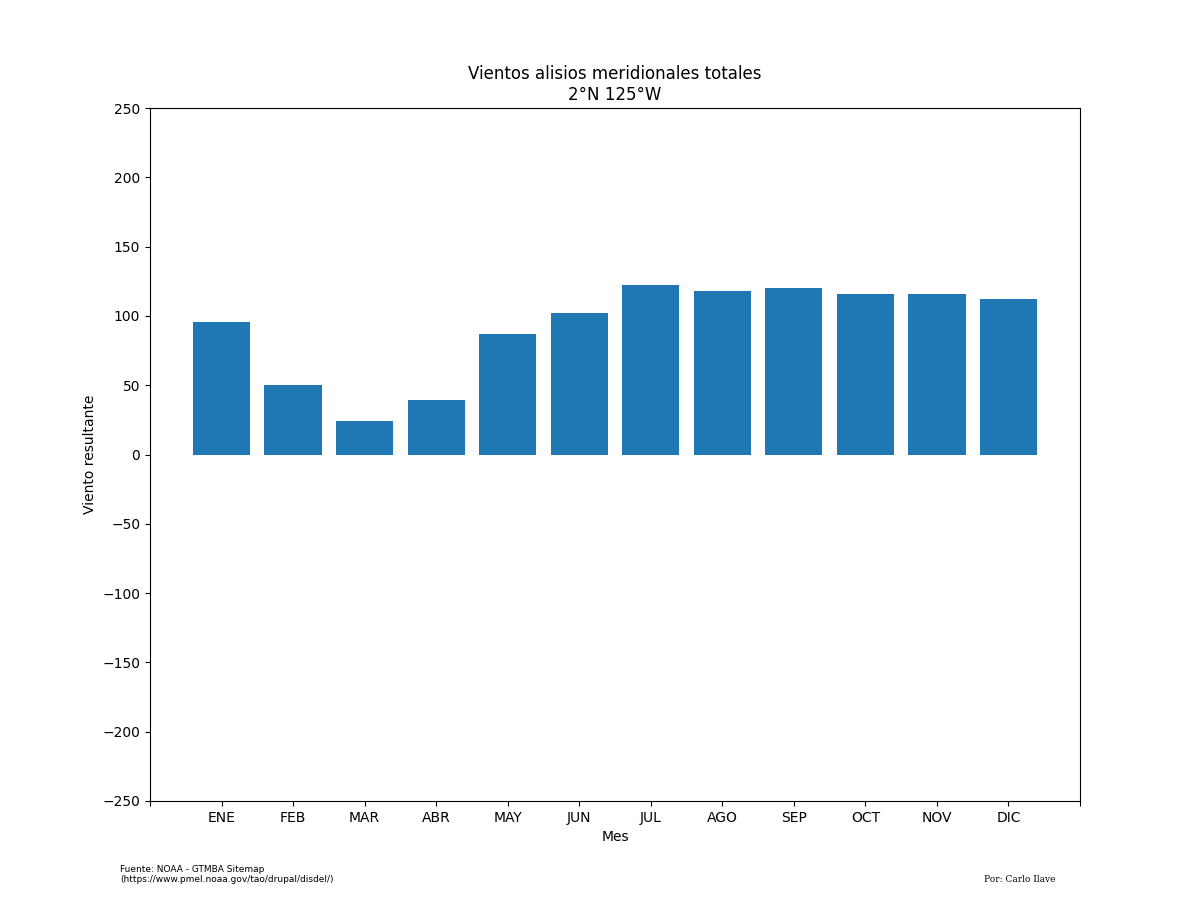 Vientos alisios meridionales totales
2°N 125°W
250
200
150
100
50
0
−50
−100
−150
−200
−250
Viento resultante
ENE FEB MAR ABR MAY JUN JUL AGO SEP OCT NOV DIC
Mes
Fuente: NOAA - GTMBA Sitemap
(https://www.pmel.noaa.gov/tao/drupal/disdel/)
Por: Carlo Ilave